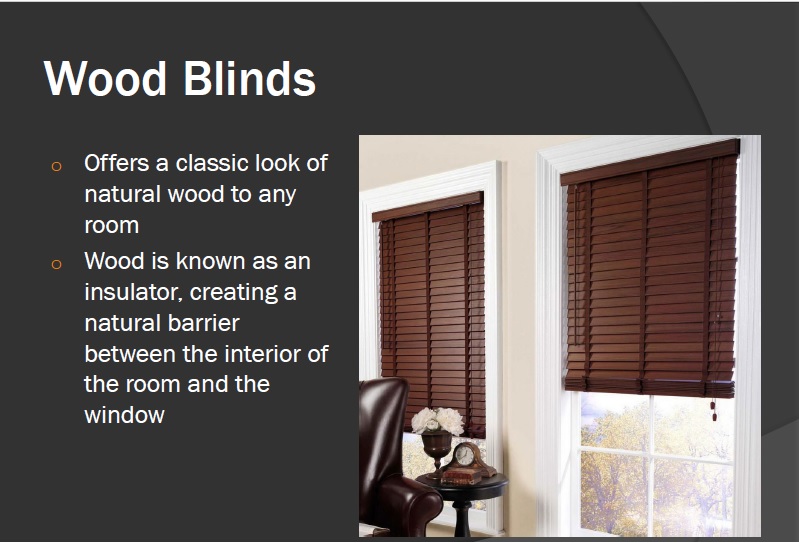 Wood Blinds
Offers a classic look of
natural wood to any
room
Wood is known as an
insulator, creating a
natural barrier
between the interior of
the room and the
window